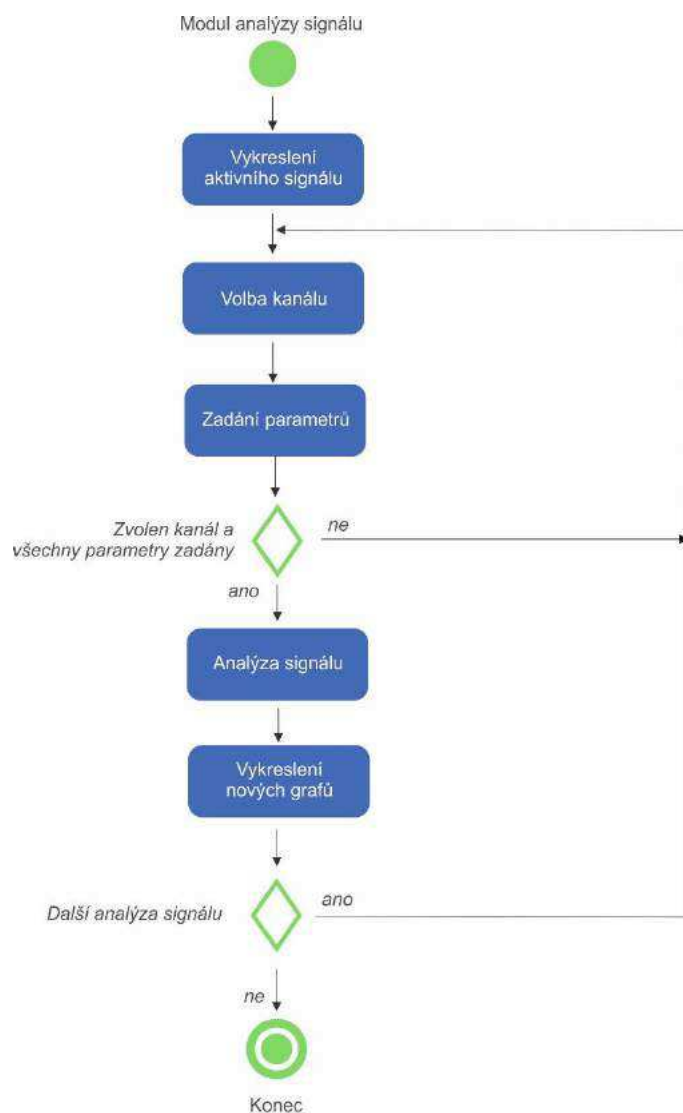 Modul analýzy signálu
Vykreslení
aktivního signálu
Volba kanálu
Zadání parametrů
Zvolen kanál a
všechny parametry zadány
ne
ano
Analýza signálu
Vykreslení
nových grafů
Další analýza signálu
ano
ne
Konec